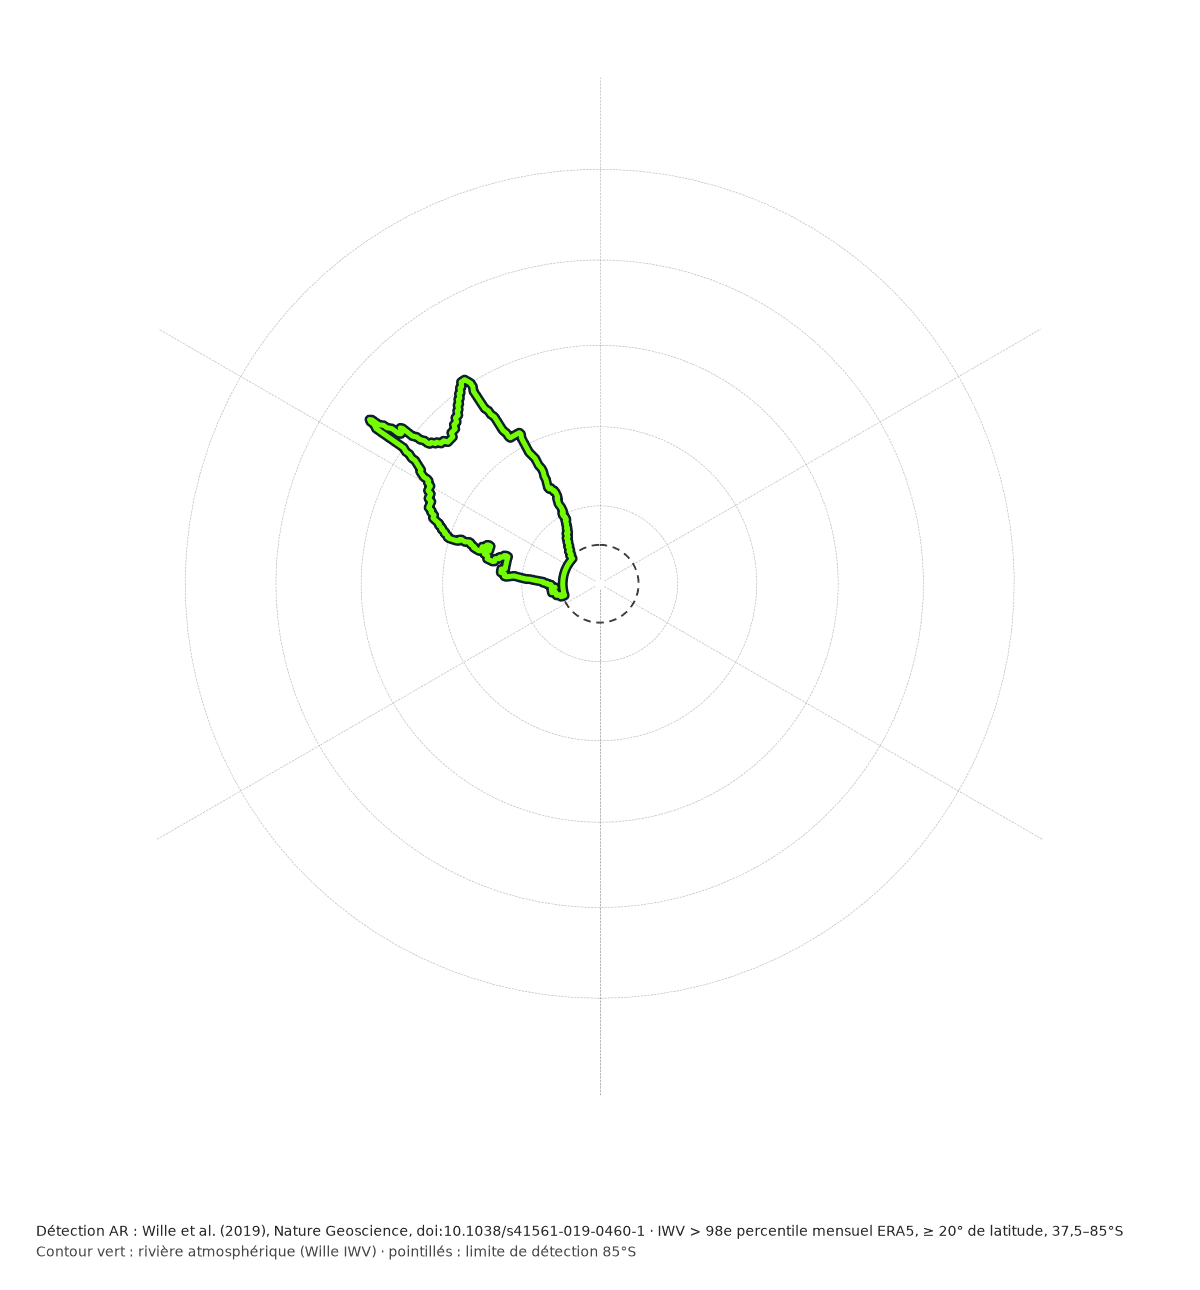 Détection AR : Wille et al. (2019), Nature Geoscience, doi:10.1038/s41561-019-0460-1 · IWV > 98e percentile mensuel ERA5, ≥ 20° de latitude, 37,5–85°S
Contour vert : rivière atmosphérique (Wille IWV) · pointillés : limite de détection 85°S